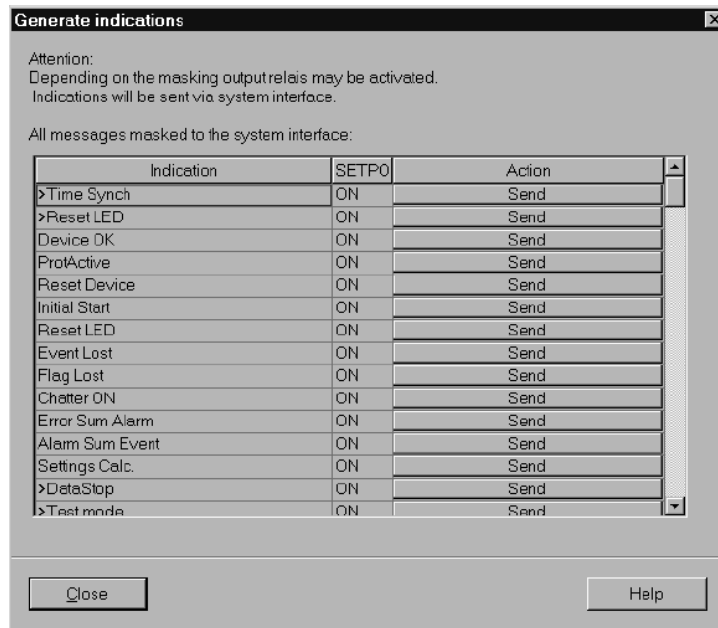 Generate indications
Attention:
Depending on the masking output relais may be activated.
Indications will be sent via system interface.
All messages masked to the system interface:
Indication SETPO Action
>Time Synch ON Send
>Reset LED ON Send
Device OK ON Send
ProtActive ON Send
Reset Device ON Send
Initial Start ON Send
Reset LED ON Send
Event Lost ON Send
Flag Lost ON Send
Chatter ON ON Send
Error Sum Alarm ON Send
Alarm Sum Event ON Send
Settings Calc. ON Send
>DataStop ON Send
>Test mode ON Send
Close Help